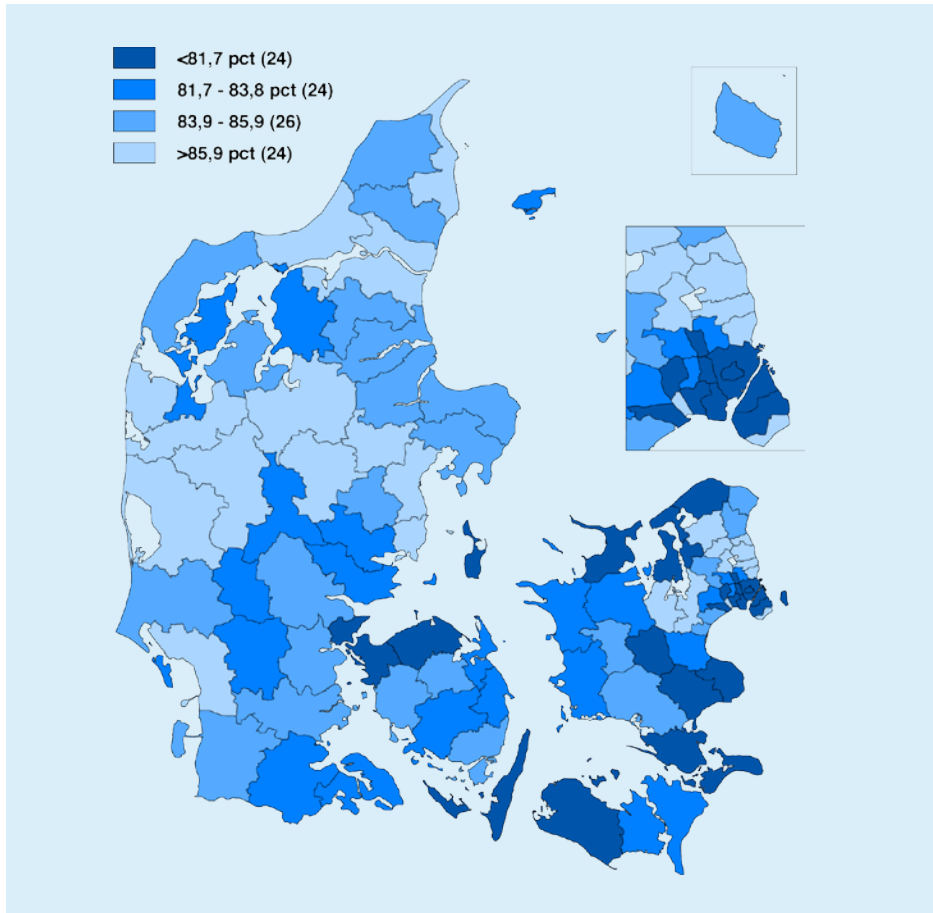 <81,7 pct (24)
81,7 - 83,8 pct (24)
83,9 - 85,9 (26)
>85,9 pct (24)